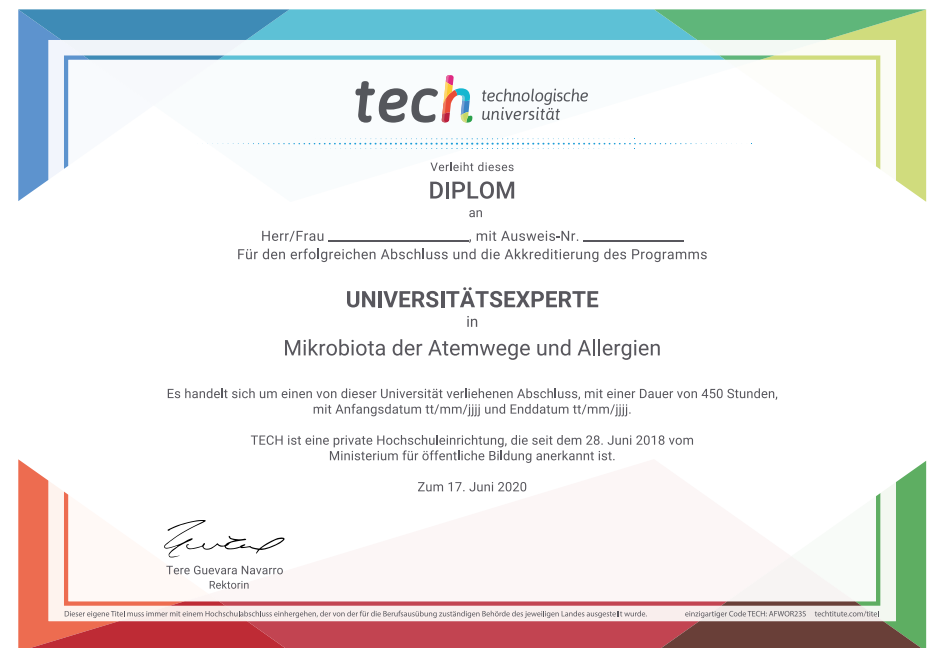 tech technologische
universität
Verleiht dieses
DIPLOM
an
Herr/Frau ____________________, mit Ausweis-Nr. ______________
Für den erfolgreichen Abschluss und die Akkreditierung des Programms
UNIVERSITÄTSEXPERTE
in
Mikrobiota der Atemwege und Allergien
Es handelt sich um einen von dieser Universität verliehenen Abschluss, mit einer Dauer von 450 Stunden,
mit Anfangsdatum tt/mm/jjjj und Enddatum tt/mm/jjjj.
TECH ist eine private Hochschuleinrichtung, die seit dem 28. Juni 2018 vom
Ministerium für öffentliche Bildung anerkannt ist.
Zum 17. Juni 2020
Tere Guevara Navarro
Rektorin
Dieser eigene Titel muss immer mit einem Hochschulabschluss einhergehen, der von der für die Berufsausübung zuständigen Behörde des jeweiligen Landes ausgestellt wurde. einzigartiger Code TECH: AFWOR23S techtitute.com/titel